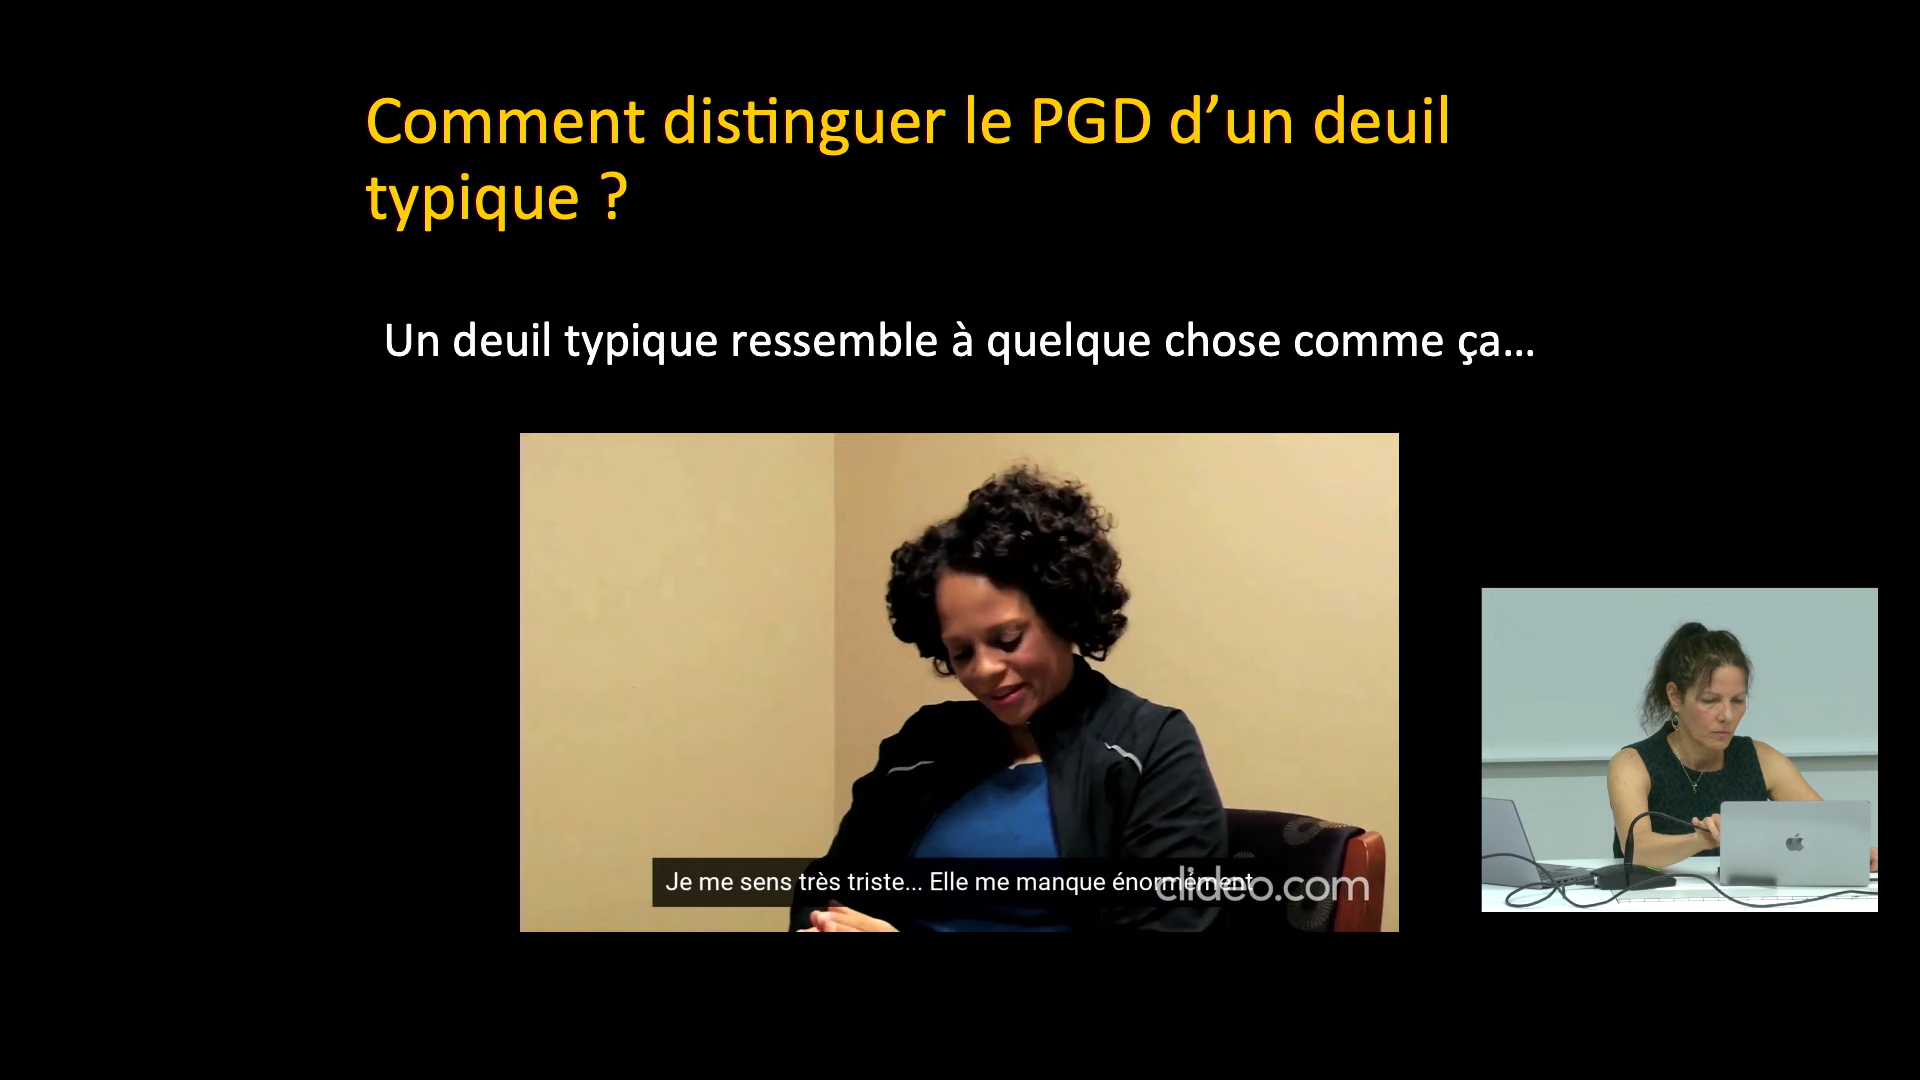 Comment distinguer le PGD d’un deuil
typique ?
Un deuil typique ressemble à quelque chose comme ça…
Je me sens très triste... Elle me manque énormément
clideo.com